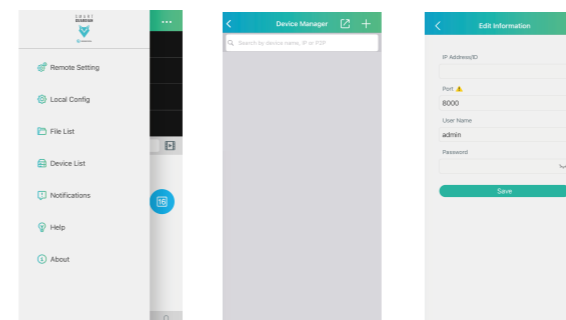 SMART
Remote Setting
Local Config
File List
Device List
Notifications
Help
About
16
Device Manager
Search by device name, IP or P2P
Edit Information
IP Address/ID
Port
8000
User Name
admin
Password
Save